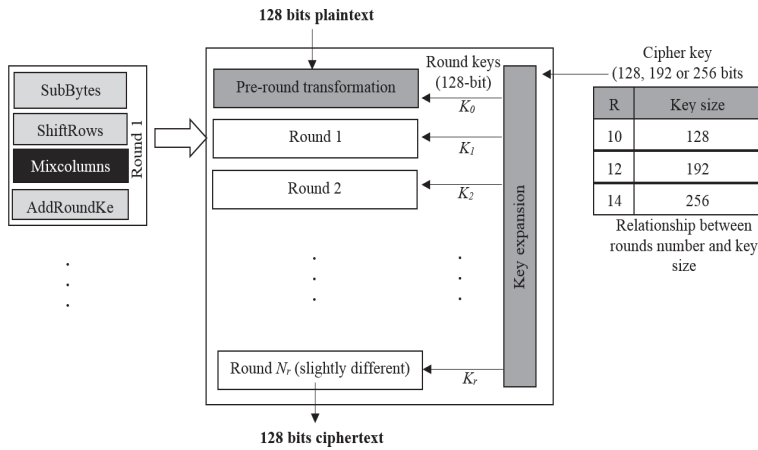 128 bits plaintext
SubBytes
ShiftRows
Mixcolumns
AddRoundKe
Round 1
Pre-round transformation
Round 1
Round 2
Round Nr (slightly different)
Round keys
(128-bit)
K0
K1
K2
Kr
Key expansion
128 bits ciphertext
Cipher key
(128, 192 or 256 bits
R Key size
10 128
12 192
14 256
Relationship between
rounds number and key
size